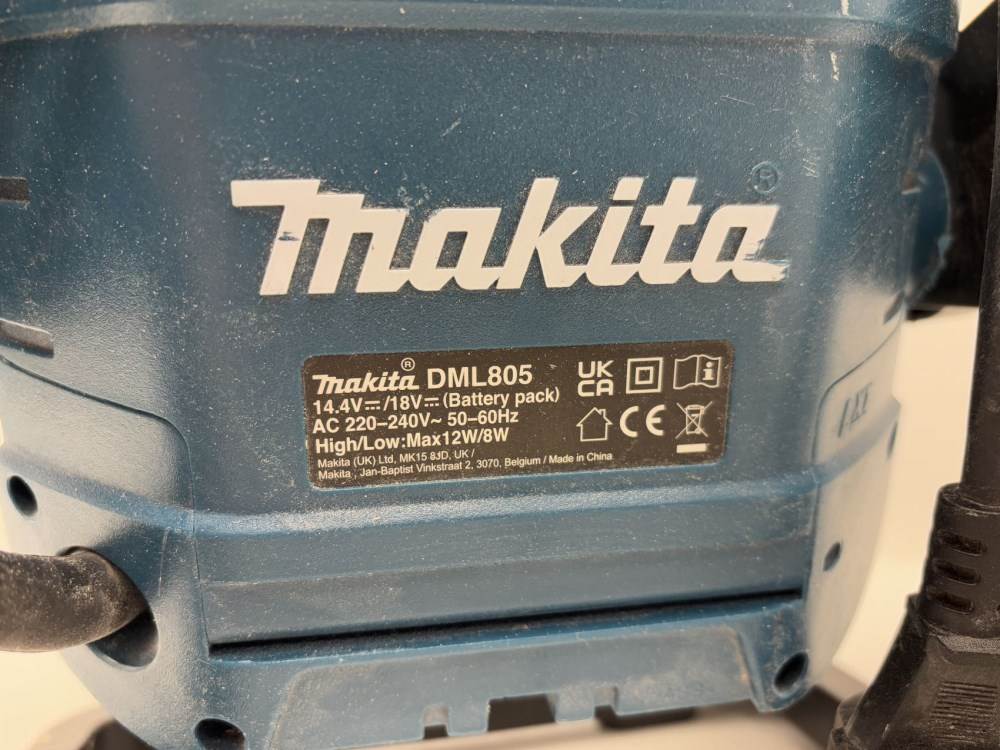 makita®
makita® DML805
14.4V⎓/18V⎓(Battery pack)
AC 220–240V~ 50–60Hz
High/Low:Max12W/8W
Makita (UK) Ltd, MK15 8JD, UK /
Makita , Jan-Baptist Vinkstraat 2, 3070, Belgium / Made in China
UK
CA
i
CE